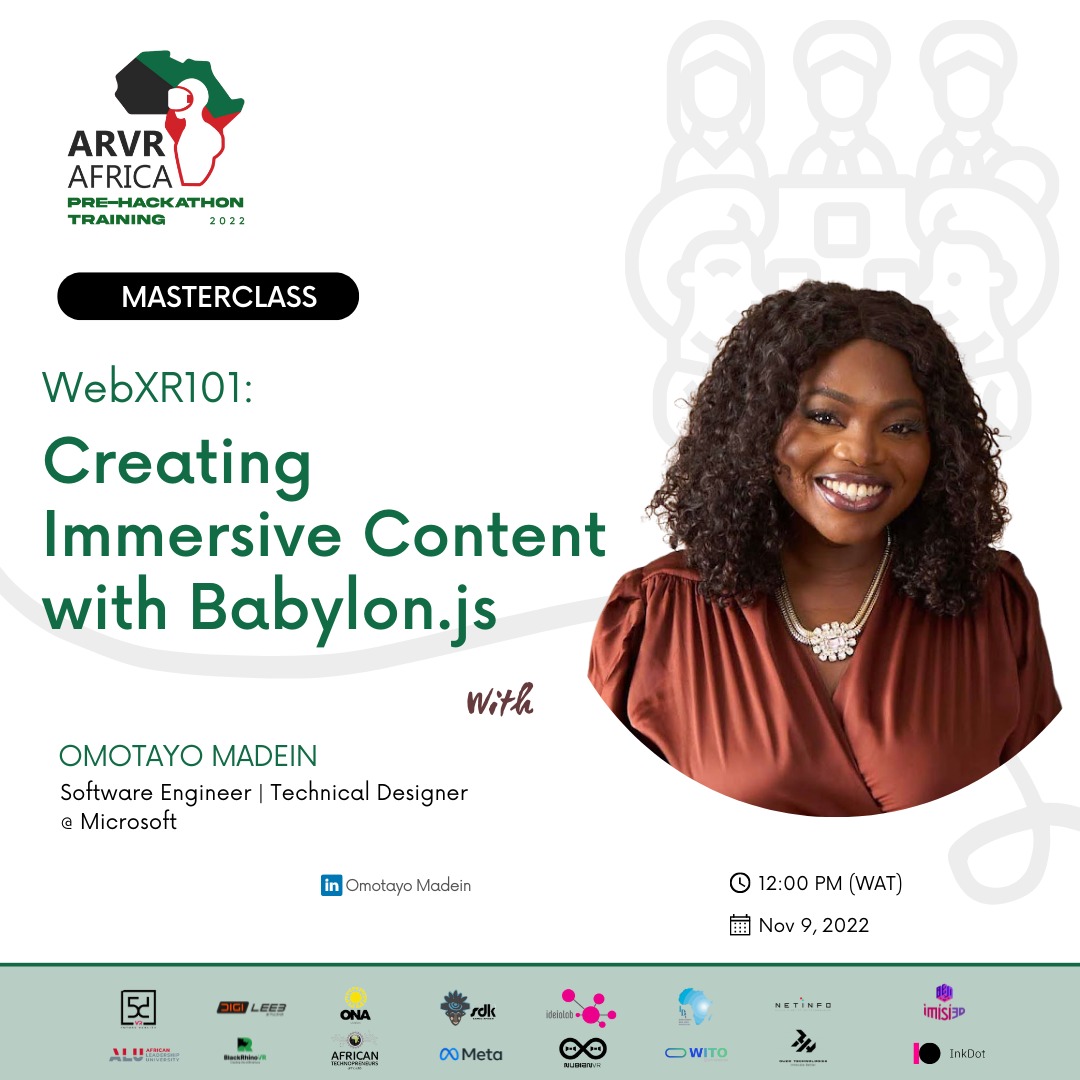 ARVR
AFRICA
PRE-HACKATHON
TRAINING 2022
MASTERCLASS
WebXR101:
Creating
Immersive Content
with Babylon.js
With
OMOTAYO MADEIN
Software Engineer | Technical Designer
@ Microsoft
in Omotayo Madein
12:00 PM (WAT)
Nov 9, 2022
5d
VR
DIGI LEEB
ONA
sdk
ideialab
NETINFO
imisi3D
ALU AFRICAN
LEADERSHIP
UNIVERSITY
BlackRhinoVR
AFRICAN
TECHNOPRENEURS
Meta
NUBIANVR
WITO
InkDot